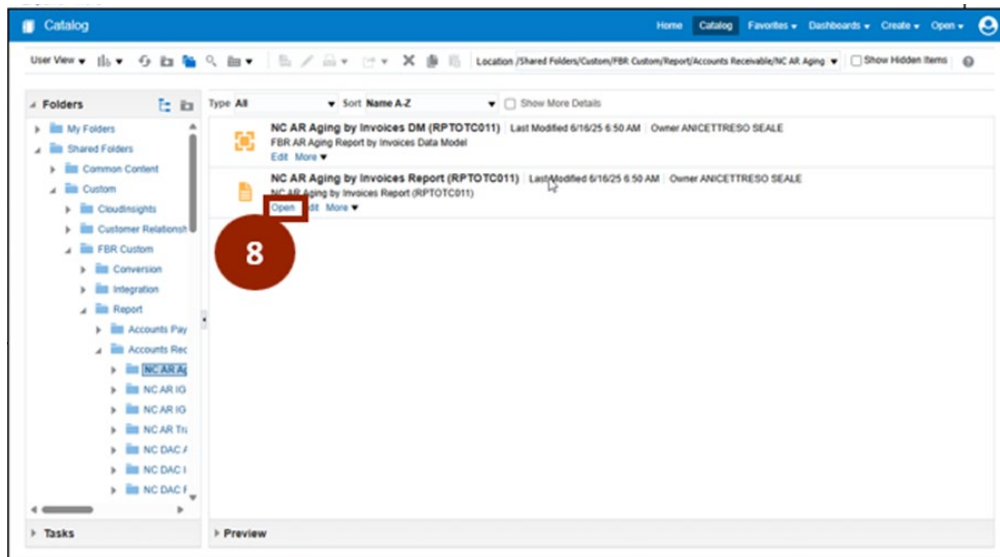 Catalog
Home Catalog Favorites Dashboards Create Open
User View Location /Shared Folders/Custom/FBR Custom/Report/Accounts Receivable/NC AR Aging Show Hidden Items
Folders
My Folders
Shared Folders
Common Content
Custom
CloudInsights
Customer Relationsh
FBR Custom
Conversion
Integration
Report
Accounts Pay
Accounts Rec
NC AR Ag
NC AR IG
NC AR IG
NC AR Tra
NC DAC A
NC DAC I
NC DAC F
Tasks
Type All Sort Name A-Z Show More Details
NC AR Aging by Invoices DM (RPTOTC011) Last Modified 6/16/25 6:50 AM Owner ANICETTRESO SEALE
FBR AR Aging Report by Invoices Data Model
Edit More
NC AR Aging by Invoices Report (RPTOTC011) Last Modified 6/16/25 6:50 AM Owner ANICETTRESO SEALE
NC AR Aging by Invoices Report (RPTOTC011)
Open dit More
8
Preview